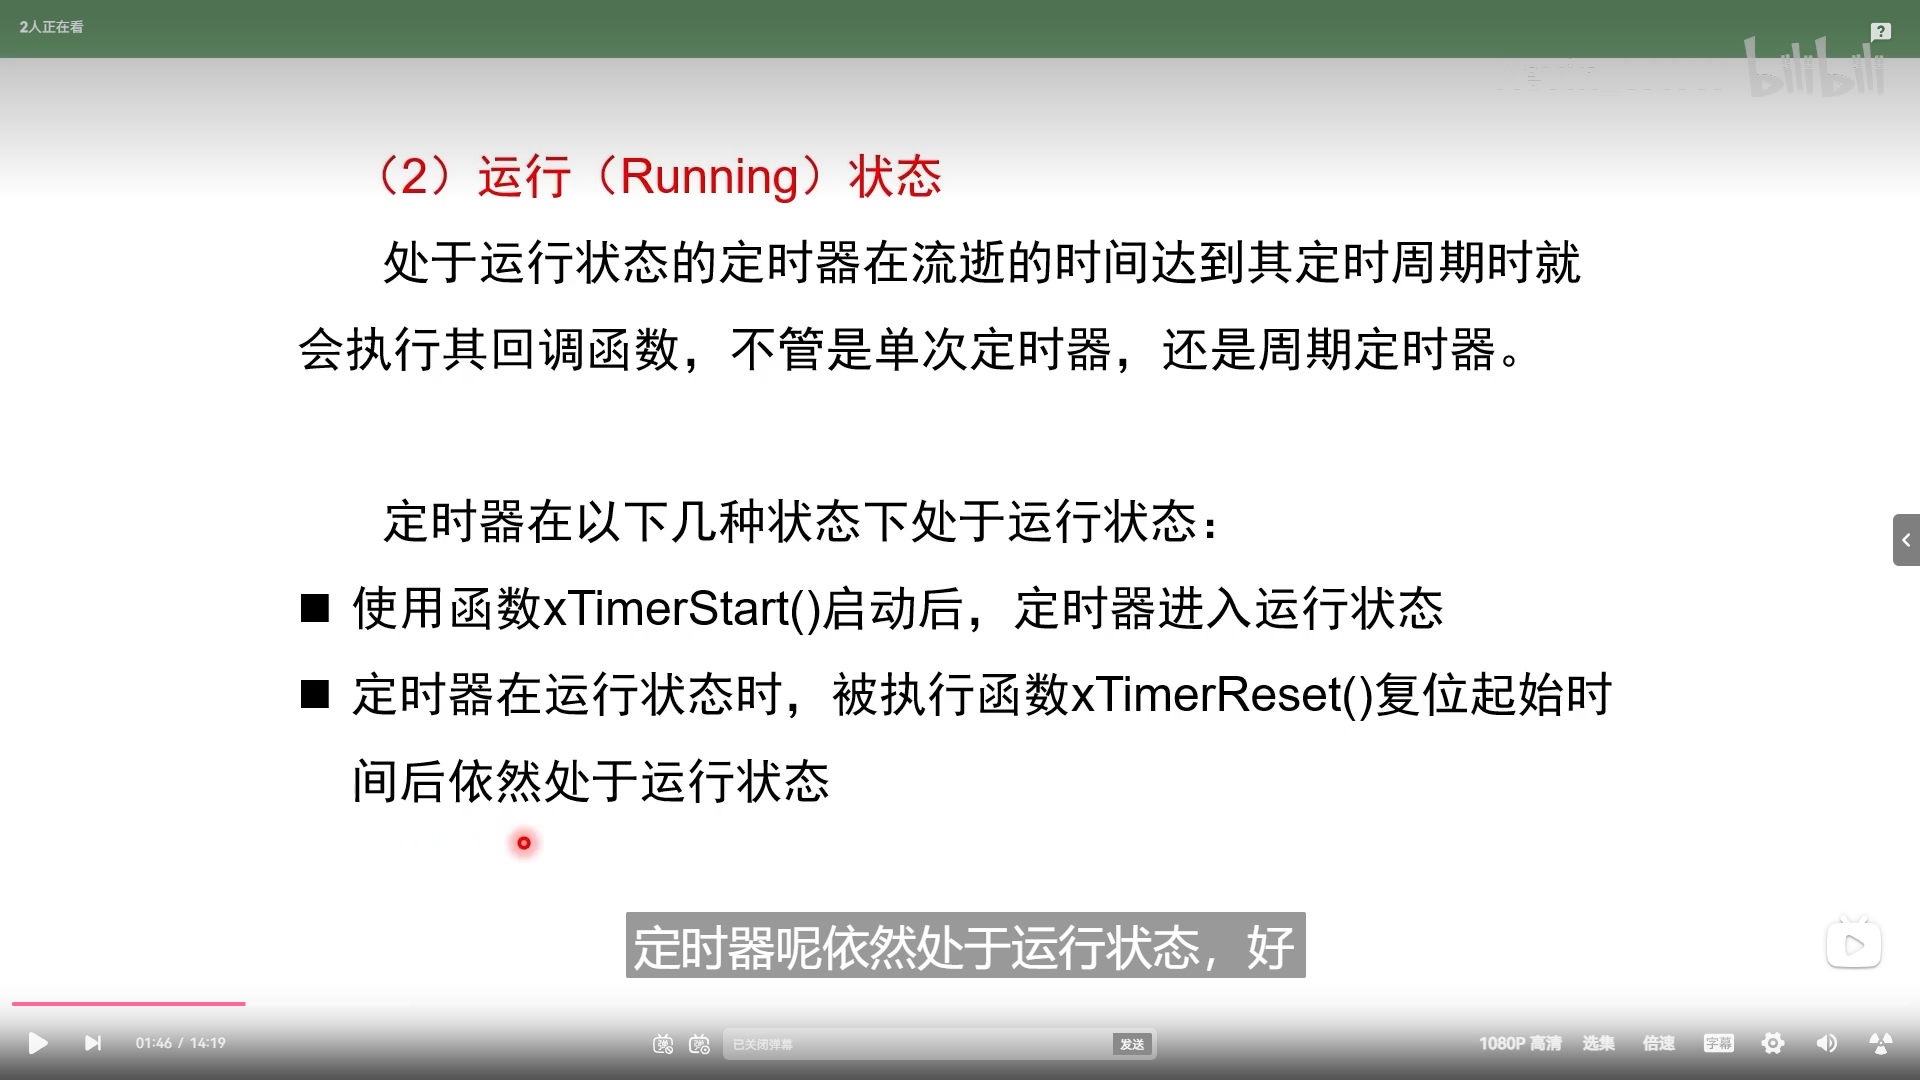 2人正在看
?
bilibili
（2）运行（Running）状态
处于运行状态的定时器在流逝的时间达到其定时周期时就
会执行其回调函数，不管是单次定时器，还是周期定时器。
定时器在以下几种状态下处于运行状态：
■ 使用函数xTimerStart()启动后，定时器进入运行状态
■ 定时器在运行状态时，被执行函数xTimerReset()复位起始时
间后依然处于运行状态
定时器呢依然处于运行状态，好
01:46 / 14:19
弹 弹 已关闭弹幕 发送
1080P 高清 选集 倍速 字幕